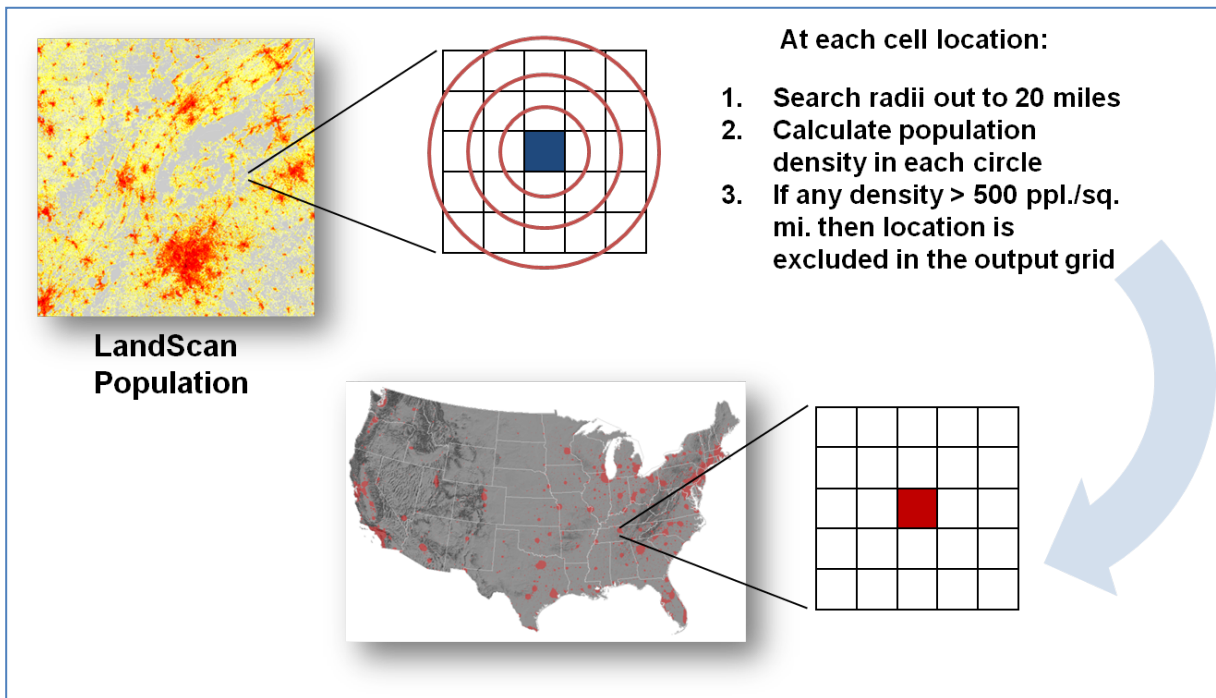 At each cell location:
1. Search radii out to 20 miles
2. Calculate population
density in each circle
3. If any density > 500 ppl./sq.
mi. then location is
excluded in the output grid
LandScan
Population